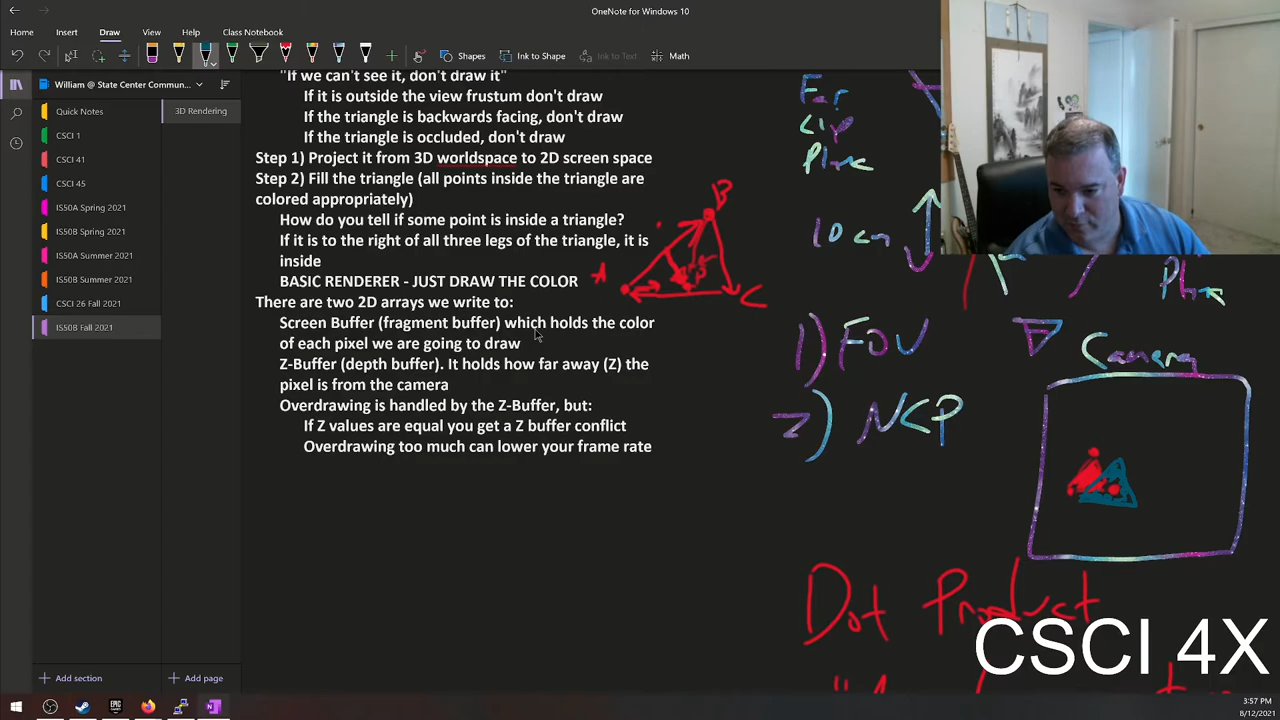 OneNote for Windows 10
Home Insert Draw View Help Class Notebook
Shapes Ink to Shape Ink to Text Math
William @ State Center Commun...
Quick Notes
CSCI 1
CSCI 41
CSCI 45
IS50A Spring 2021
IS50B Spring 2021
IS50A Summer 2021
IS50B Summer 2021
CSCI 26 Fall 2021
IS50B Fall 2021
3D Rendering
"If we can't see it, don't draw it"
If it is outside the view frustum don't draw
If the triangle is backwards facing, don't draw
If the triangle is occluded, don't draw
Step 1) Project it from 3D worldspace to 2D screen space
Step 2) Fill the triangle (all points inside the triangle are
colored appropriately)
How do you tell if some point is inside a triangle?
If it is to the right of all three legs of the triangle, it is
inside
BASIC RENDERER - JUST DRAW THE COLOR
There are two 2D arrays we write to:
Screen Buffer (fragment buffer) which holds the color
of each pixel we are going to draw
Z-Buffer (depth buffer). It holds how far away (Z) the
pixel is from the camera
Overdrawing is handled by the Z-Buffer, but:
If Z values are equal you get a Z buffer conflict
Overdrawing too much can lower your frame rate
A
B
C
Far
Clip
Plane
10cm
Plane
1) FOV
2) NCP
Camera
Dot Product
CSCI 4X
Add section
Add page
3:57 PM
8/12/2021